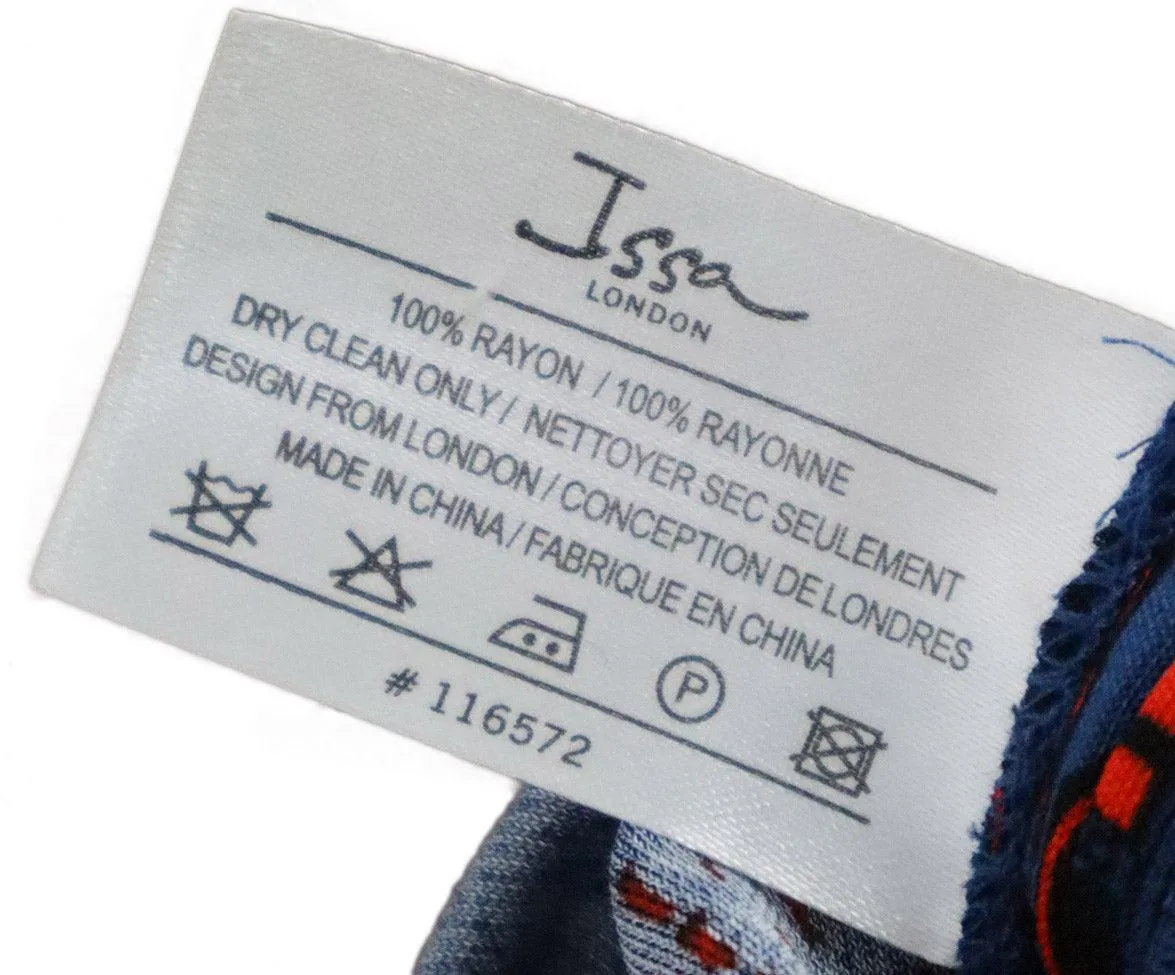 Issa
LONDON
100% RAYON / 100% RAYONNE
DRY CLEAN ONLY / NETTOYER SEC SEULEMENT
DESIGN FROM LONDON / CONCEPTION DE LONDRES
MADE IN CHINA / FABRIQUE EN CHINA
P
# 116572